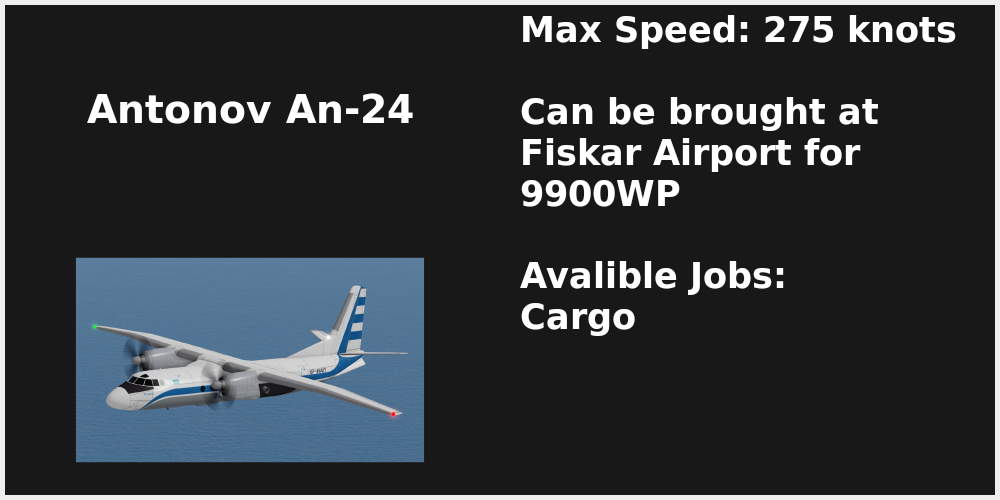 Max Speed: 275 knots
Antonov An-24
Can be brought at
Fiskar Airport for
9900WP
Avalible Jobs:
Cargo